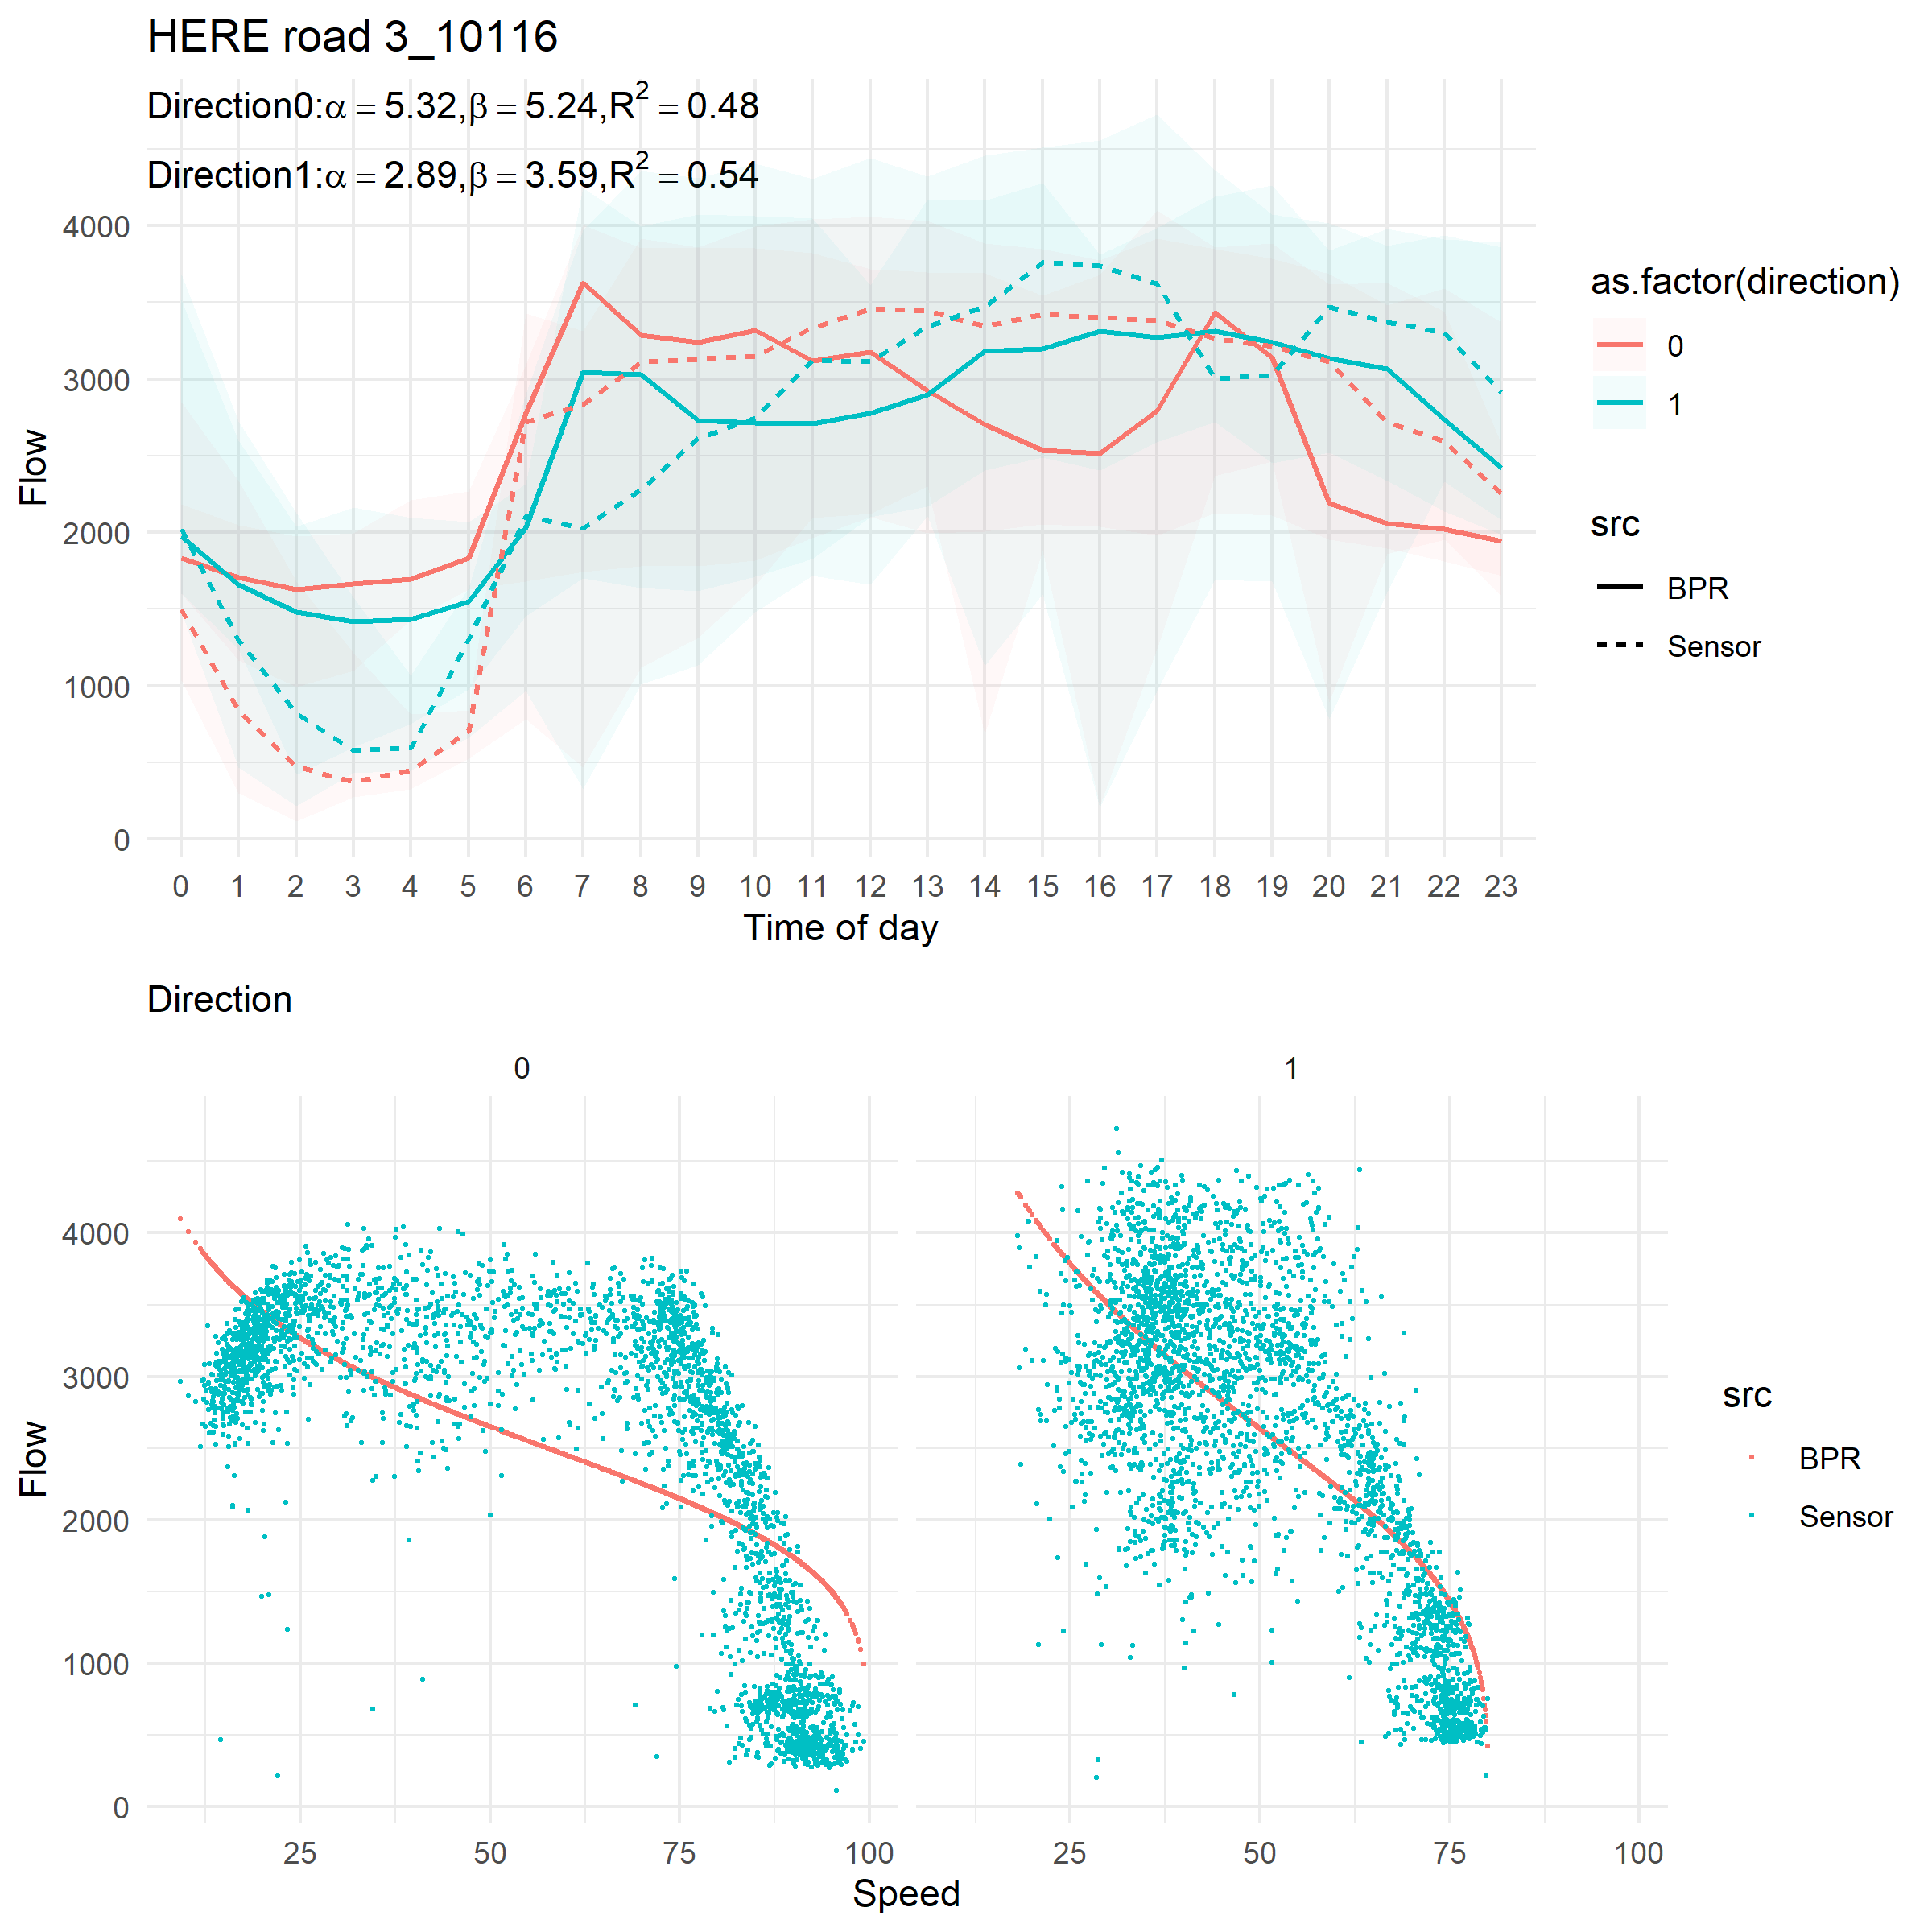 HERE road 3_10116
Direction0:α = 5.32,β = 5.24,R² = 0.48
Direction1:α = 2.89,β = 3.59,R² = 0.54
4000
3000
2000
1000
0
Flow
0 1 2 3 4 5 6 7 8 9 10 11 12 13 14 15 16 17 18 19 20 21 22 23
Time of day
as.factor(direction)
0
1
src
BPR
Sensor
Direction
0 1
4000
3000
2000
1000
0
Flow
25 50 75 100 25 50 75 100
Speed
src
BPR
Sensor